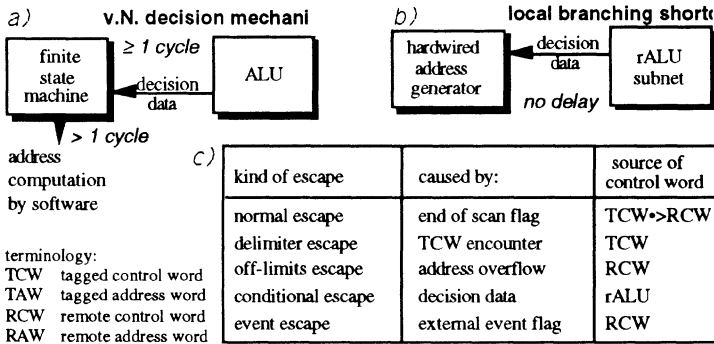 a) v.N. decision mechani
finite
state
machine
≥ 1 cycle
decision
data
ALU
> 1 cycle
address
computation
by software
b) local branching shortc
hardwired
address
generator
decision
data
no delay
rALU
subnet
c)
kind of escape caused by: source of control word
normal escape end of scan flag TCW•>RCW
delimiter escape TCW encounter TCW
off-limits escape address overflow RCW
conditional escape decision data rALU
event escape external event flag RCW
terminology:
TCW tagged control word
TAW tagged address word
RCW remote control word
RAW remote address word